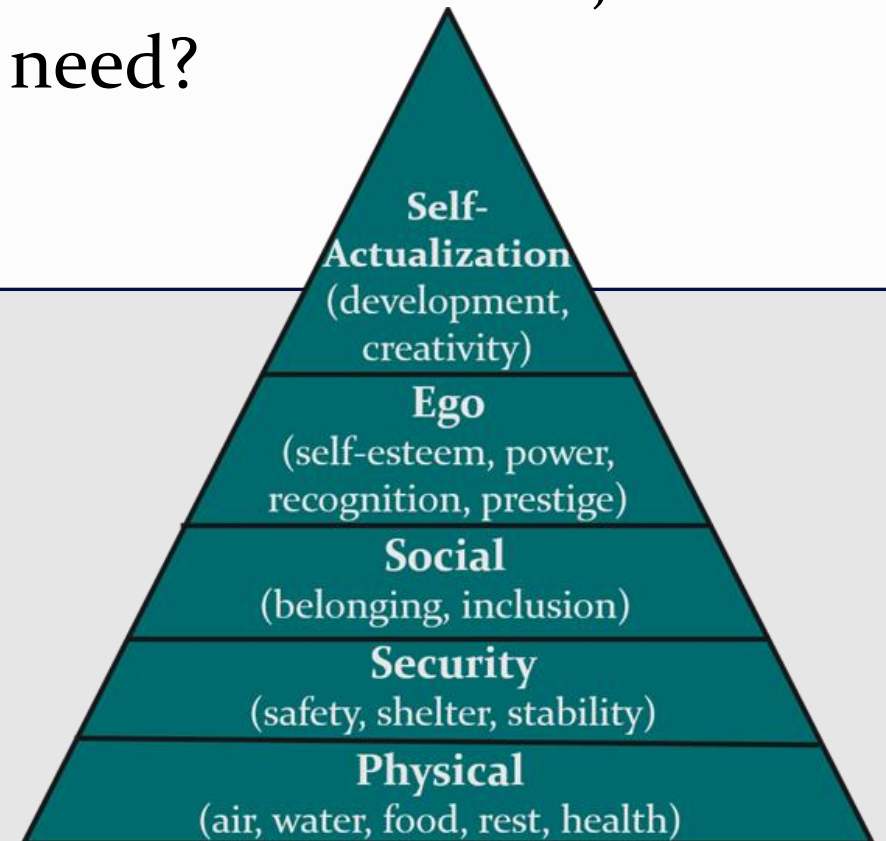 need?
Self-
Actualization
(development,
creativity)
Ego
(self-esteem, power,
recognition, prestige)
Social
(belonging, inclusion)
Security
(safety, shelter, stability)
Physical
(air, water, food, rest, health)